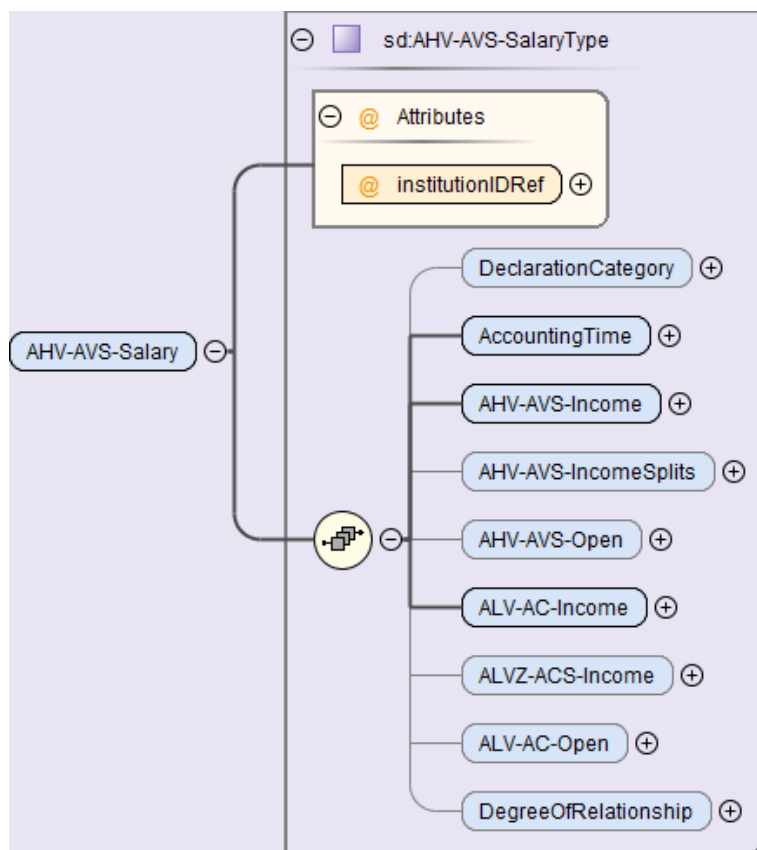 sd:AHV-AVS-SalaryType
@ Attributes
@ institutionIDRef
DeclarationCategory
AccountingTime
AHV-AVS-Salary
AHV-AVS-Income
AHV-AVS-IncomeSplits
AHV-AVS-Open
ALV-AC-Income
ALVZ-ACS-Income
ALV-AC-Open
DegreeOfRelationship